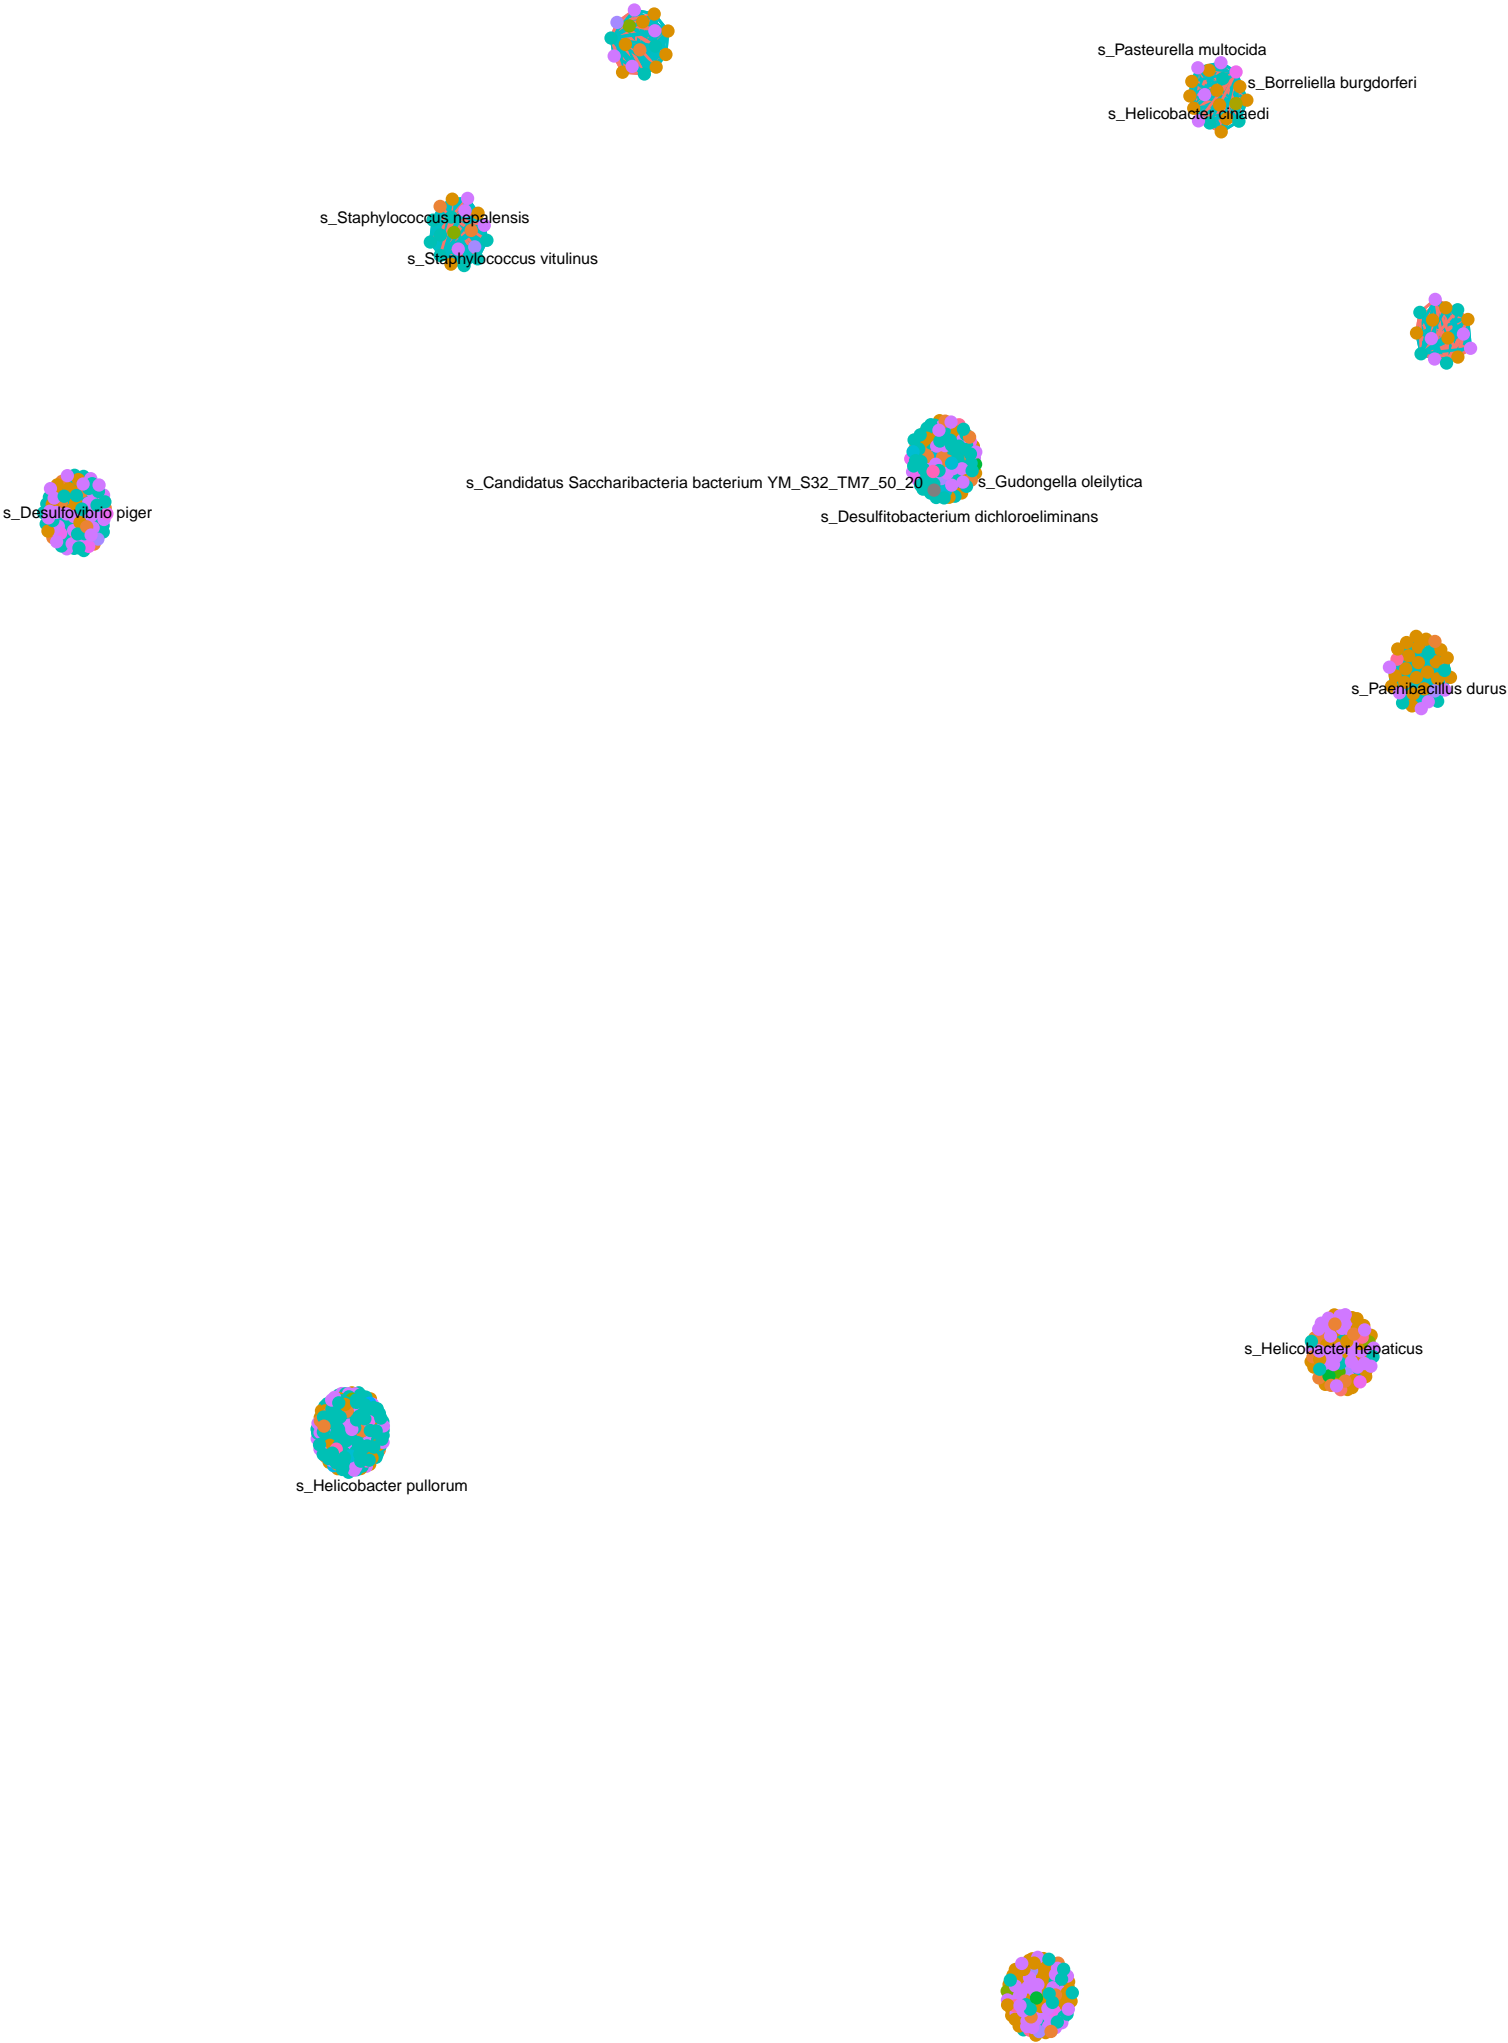 s_Pasteurella multocida
s_Borreliella burgdorferi
s_Helicobacter cinaedi
s_Staphylococcus nepalensis
s_Staphylococcus vitulinus
s_Candidatus Saccharibacteria bacterium YM_S32_TM7_50_20
s_Gudongella oleilytica
s_Desulfovibrio piger
s_Desulfitobacterium dichloroeliminans
s_Paenibacillus durus
s_Helicobacter hepaticus
s_Helicobacter pullorum